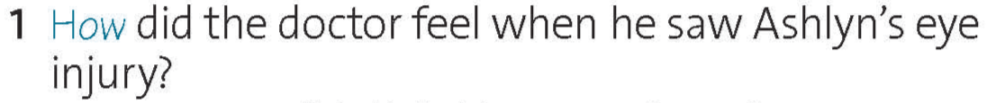 1 How did the doctor feel when he saw Ashlyn’s eye
injury?